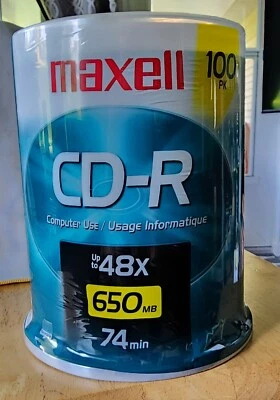 maxell
100
PK
CD-R
Computer Use / Usage Informatique
Up to 48X
650 MB
74 min